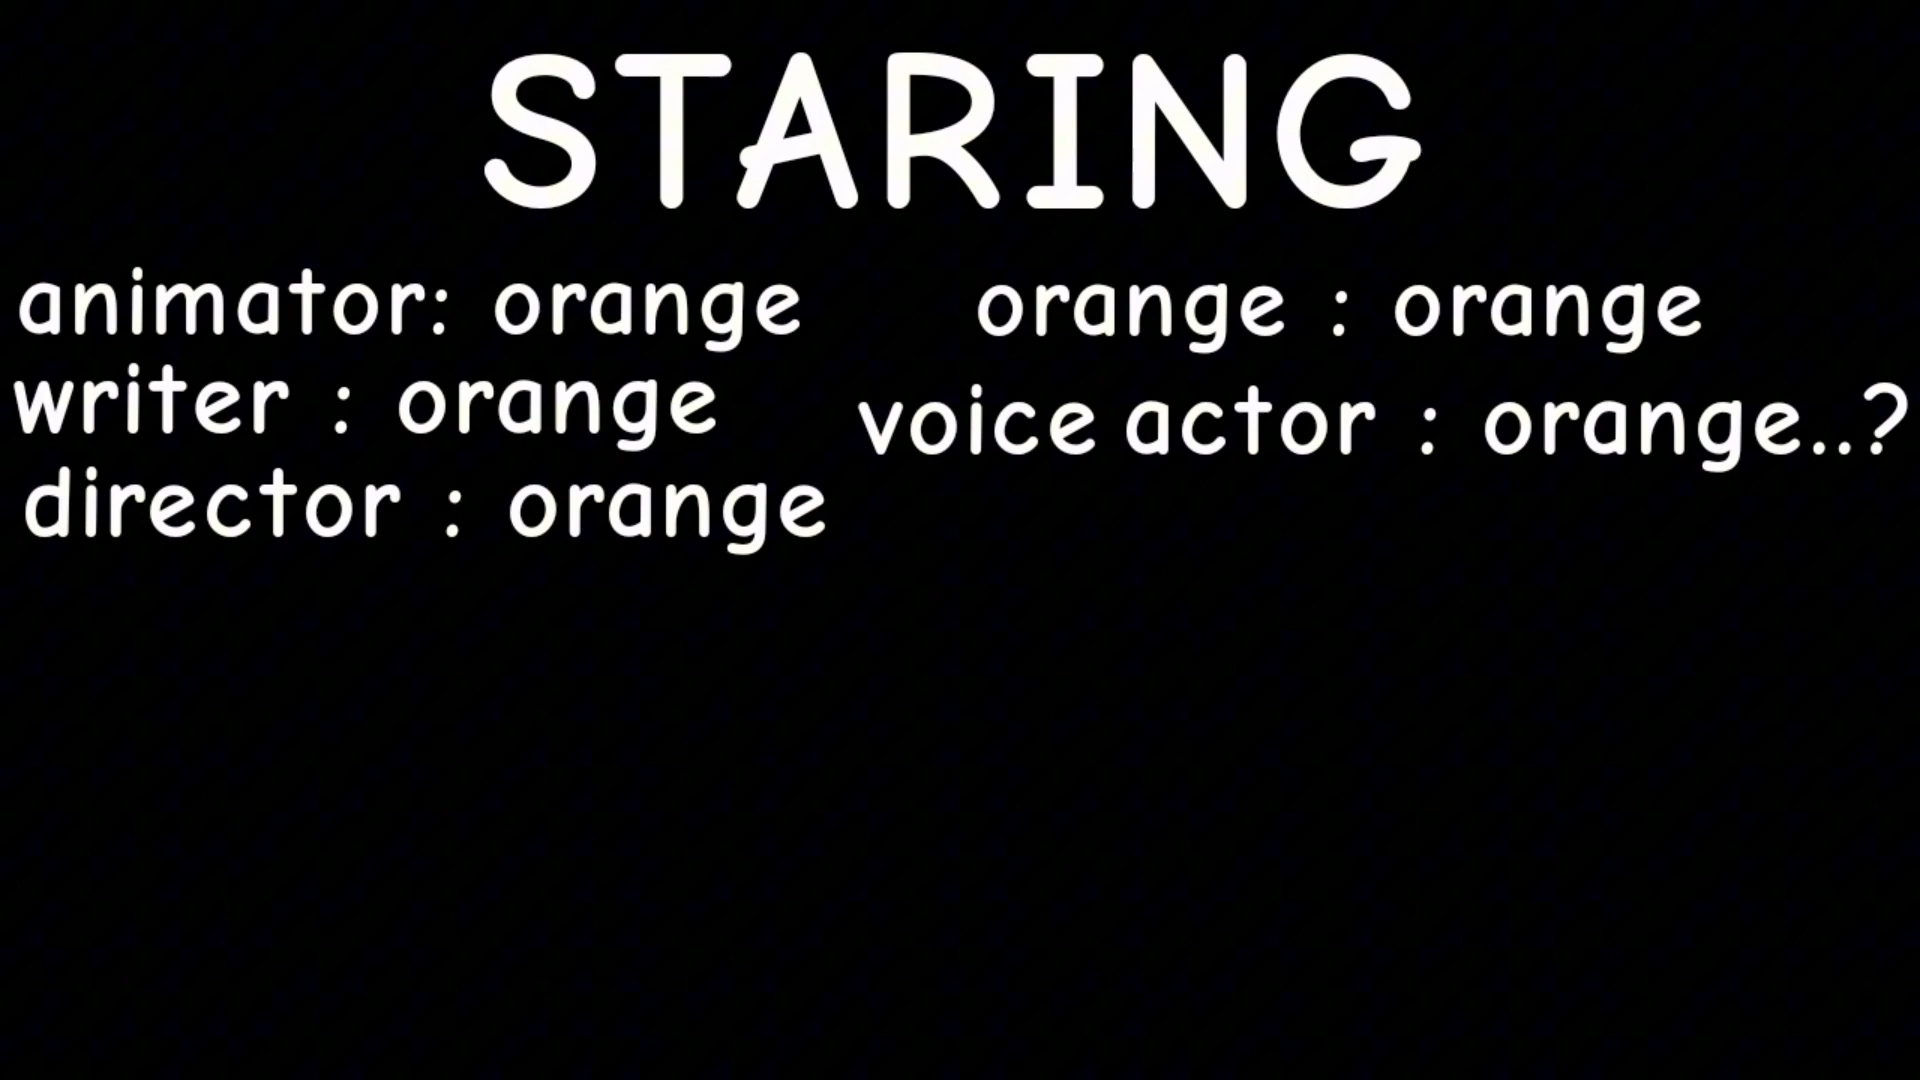 STARING
animator: orange
writer : orange
director : orange
orange : orange
voice actor : orange..?